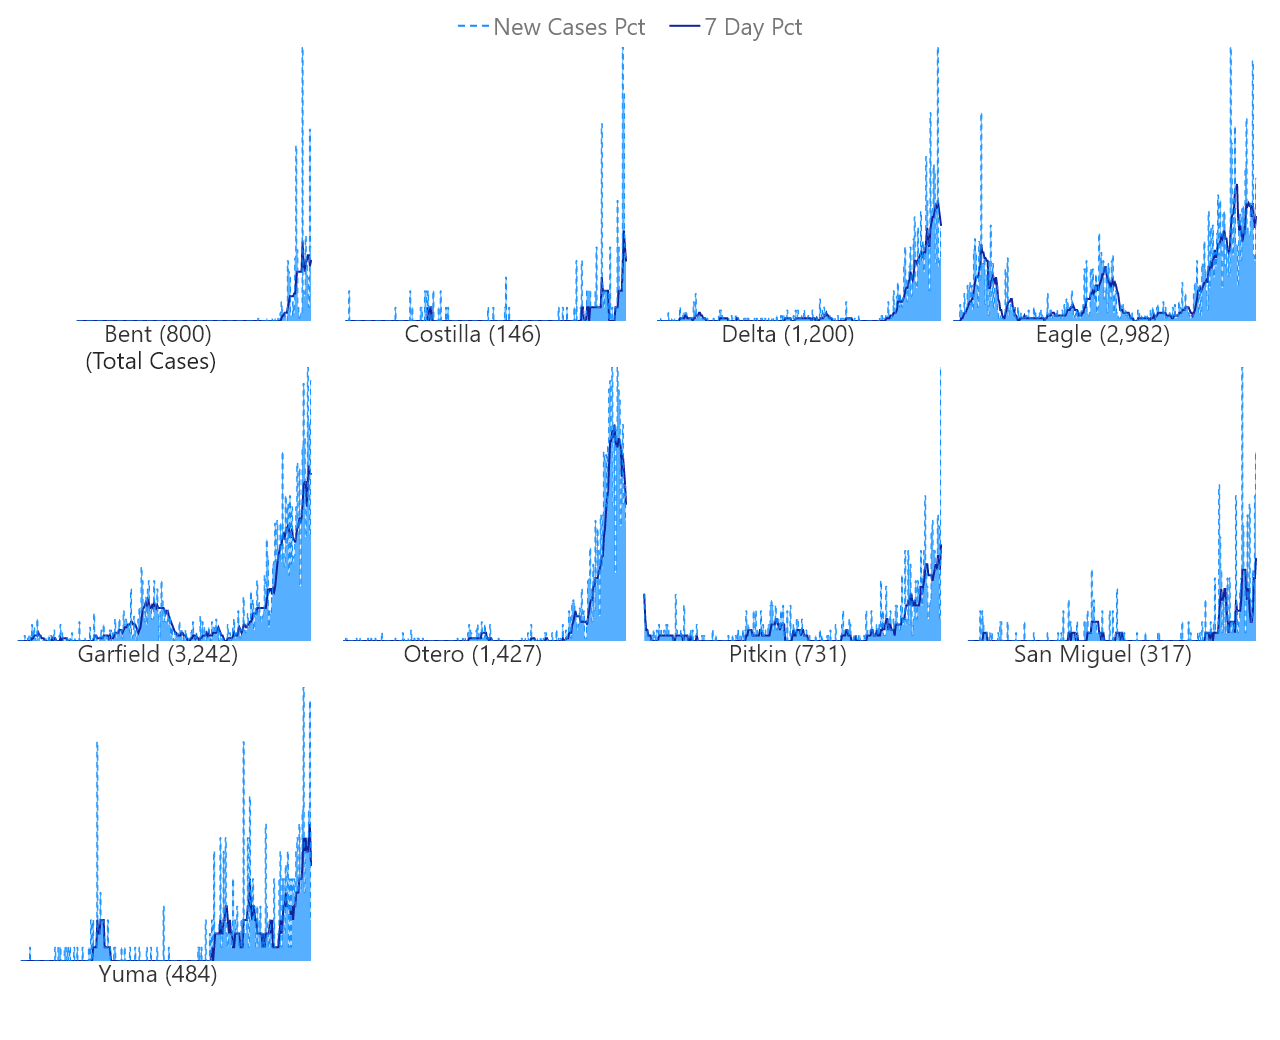 New Cases Pct 7 Day Pct
Bent (800)
(Total Cases)
Costilla (146)
Delta (1,200)
Eagle (2,982)
Garfield (3,242)
Otero (1,427)
Pitkin (731)
San Miguel (317)
Yuma (484)